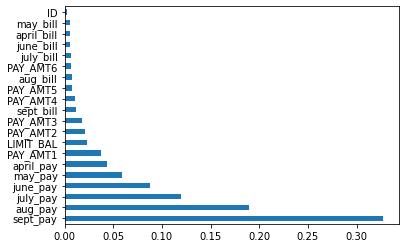 ID
may_bill
april_bill
june_bill
july_bill
PAY_AMT6
aug_bill
PAY_AMT5
PAY_AMT4
sept_bill
PAY_AMT3
PAY_AMT2
LIMIT_BAL
PAY_AMT1
april_pay
may_pay
june_pay
july_pay
aug_pay
sept_pay
0.00 0.05 0.10 0.15 0.20 0.25 0.30